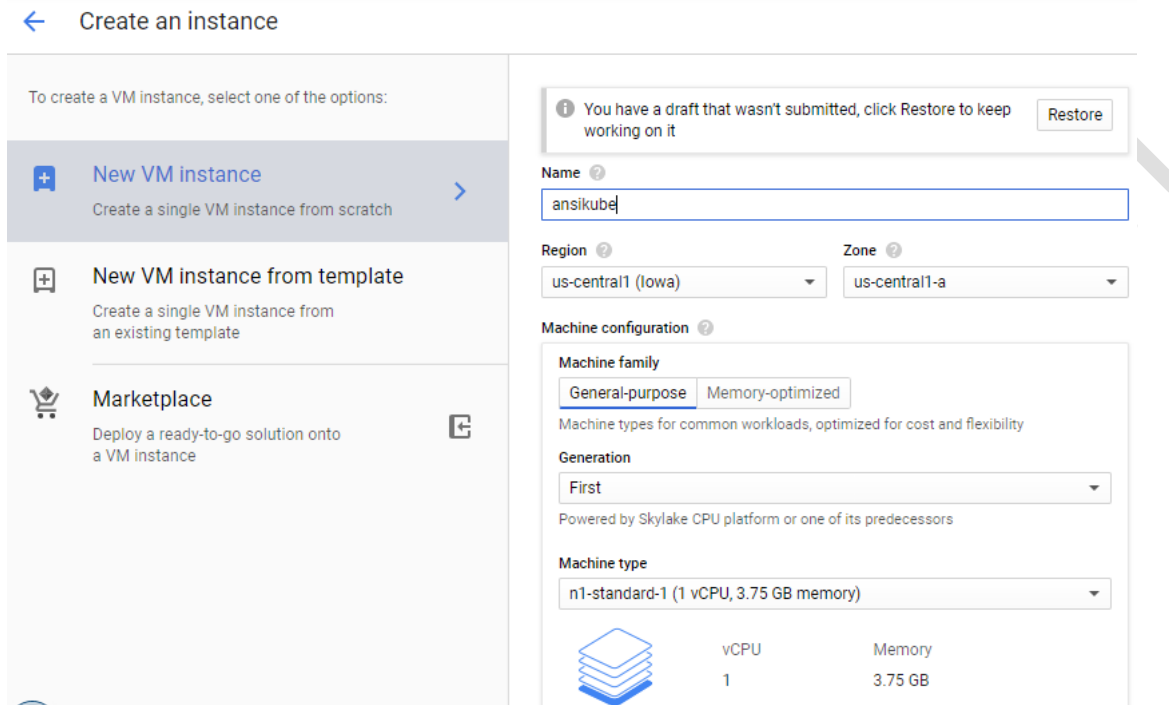 Create an instance
To create a VM instance, select one of the options:
New VM instance
Create a single VM instance from scratch
New VM instance from template
Create a single VM instance from
an existing template
Marketplace
Deploy a ready-to-go solution onto
a VM instance
You have a draft that wasn't submitted, click Restore to keep
working on it
Restore
Name
ansikube
Region
Zone
us-central1 (Iowa)
us-central1-a
Machine configuration
Machine family
General-purpose
Memory-optimized
Machine types for common workloads, optimized for cost and flexibility
Generation
First
Powered by Skylake CPU platform or one of its predecessors
Machine type
n1-standard-1 (1 vCPU, 3.75 GB memory)
vCPU
Memory
1
3.75 GB